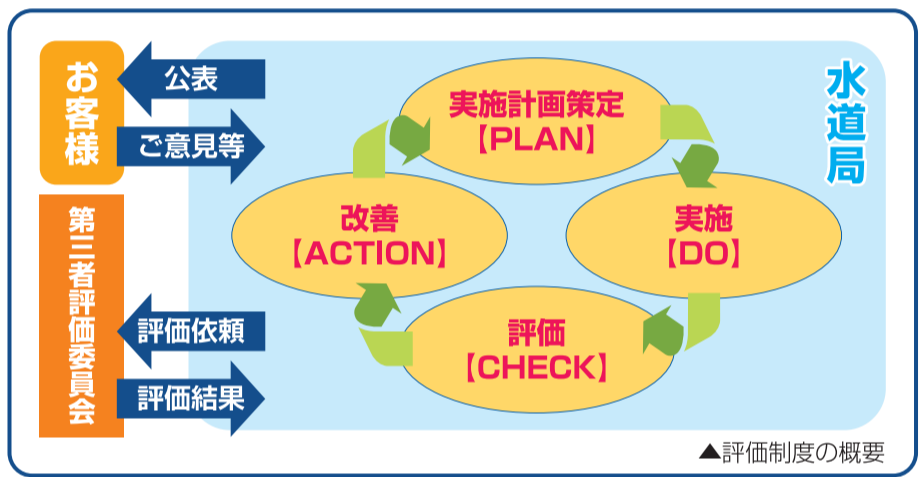 お客様
公表
ご意見等
水道局
実施計画策定
【PLAN】
改善
【ACTION】
実施
【DO】
評価
【CHECK】
第三者評価委員会
評価依頼
評価結果
▲評価制度の概要